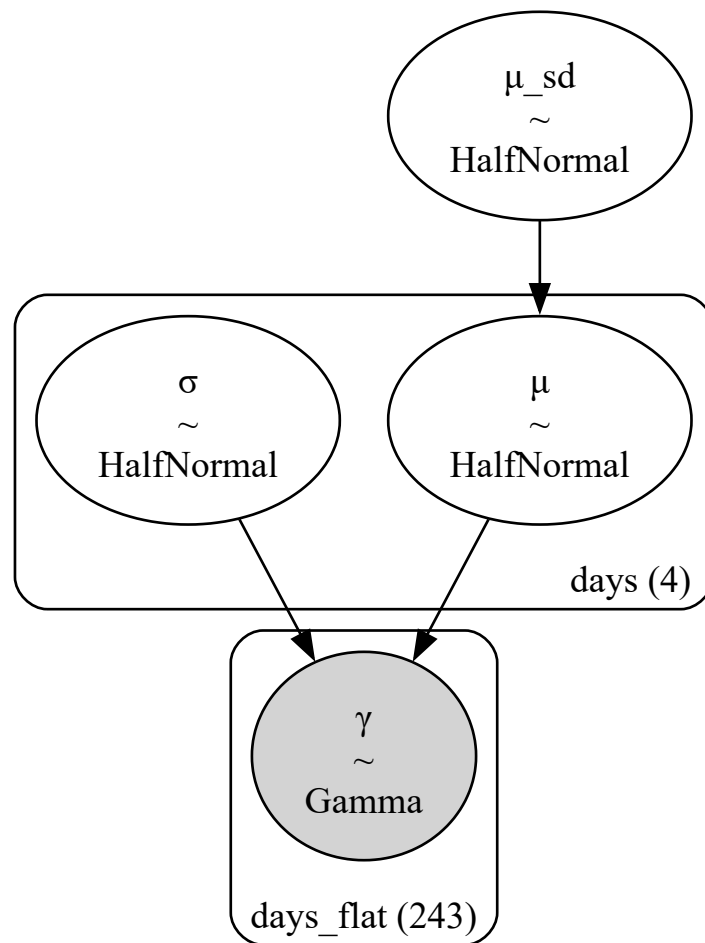 μ_sd
~
HalfNormal
σ
~
HalfNormal
μ
~
HalfNormal
days (4)
γ
~
Gamma
days_flat (243)